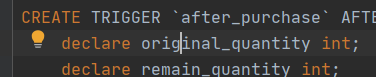 CREATE TRIGGER `after_purchase` AFTE
declare original_quantity int;
declare remain_quantity int;